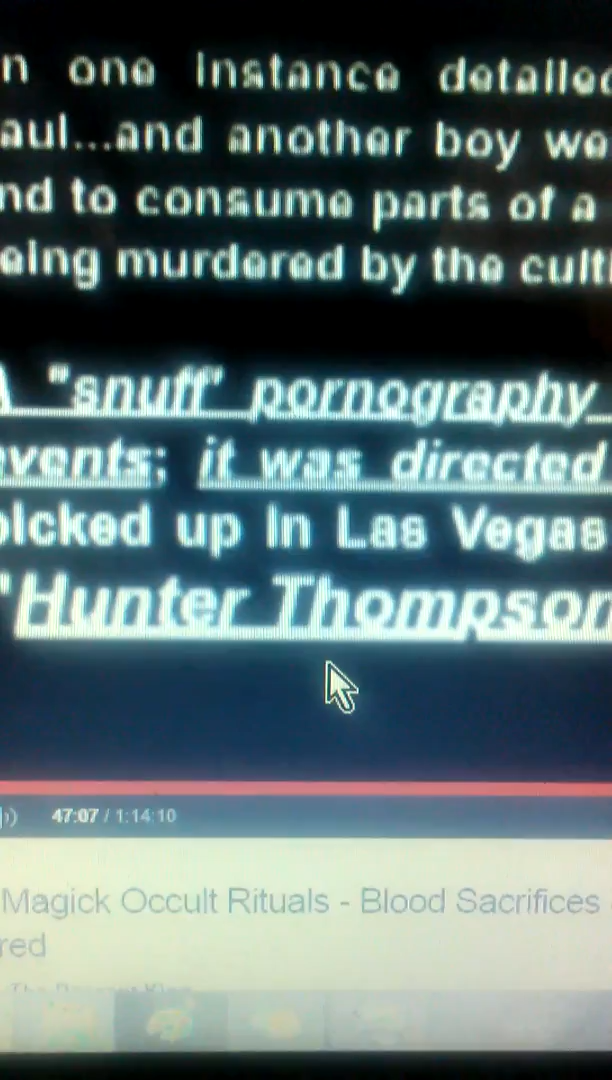 n one instance detailed
aul...and another boy we
nd to consume parts of a
eing murdered by the cult
"snuff" pornography
events; it was directed
picked up in Las Vegas
"Hunter Thompson
47:07 / 1:14:10
Magick Occult Rituals - Blood Sacrifices
red